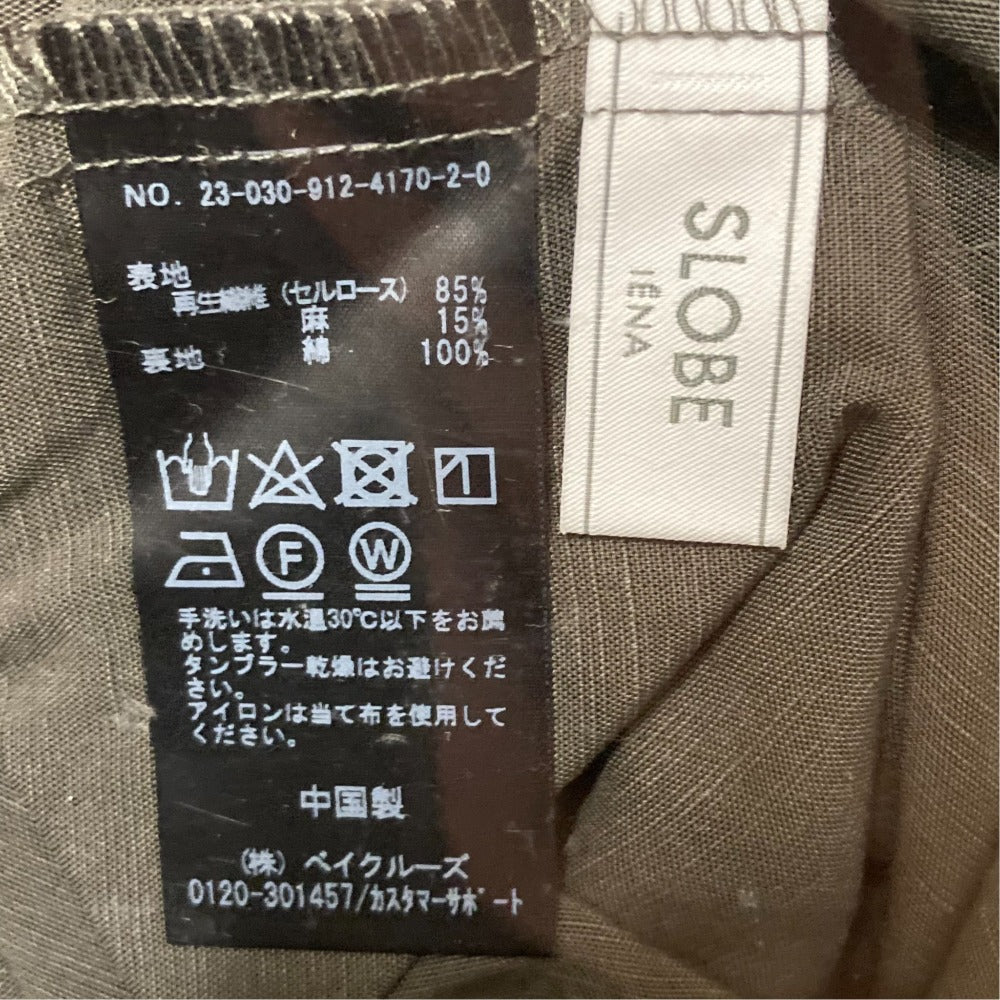 NO. 23-030-912-4170-2-0
表地
再生繊維 (セルロース) 85%
麻 15%
裏地 綿 100%
F
W
手洗いは水温30℃以下をお薦
めします。
タンブラー乾燥はお避けくだ
さい。
アイロンは当て布を使用して
ください。
中国製
(株) ベイクルーズ
0120-301457/カスタマーサポート
SLOBE
IÉNA